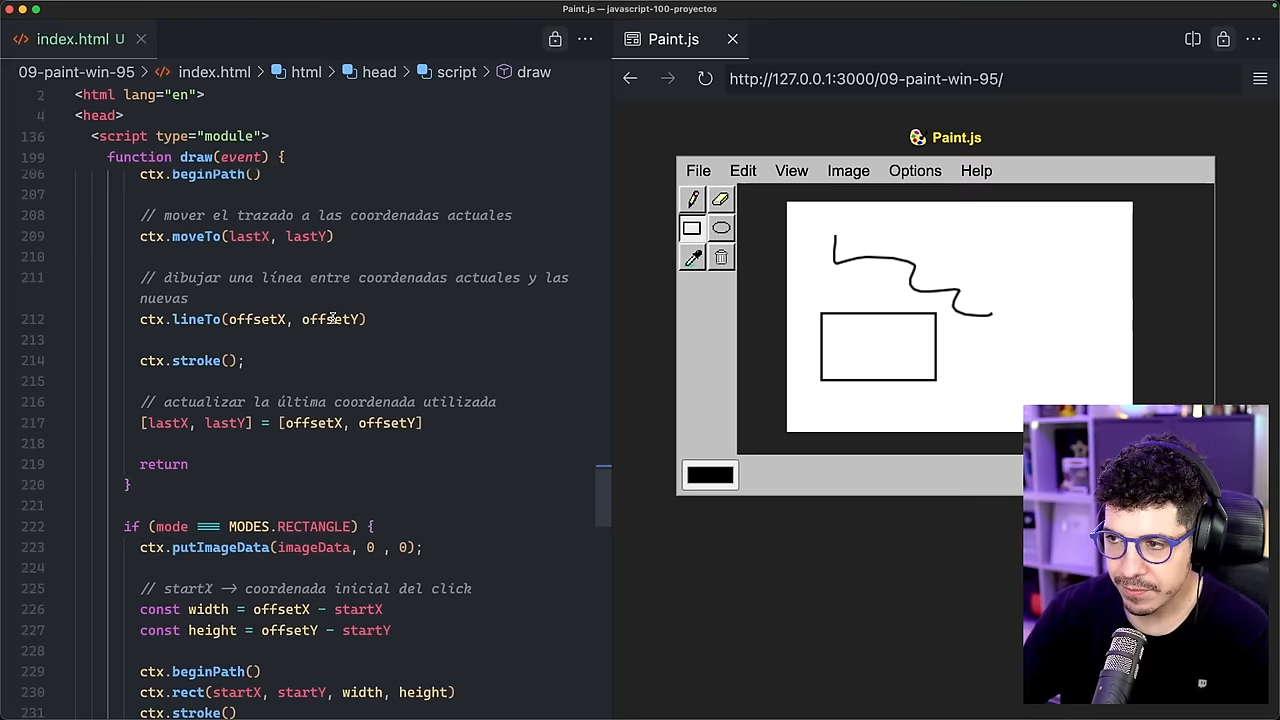 Paint.js — javascript-100-proyectos
index.html U
Paint.js
09-paint-win-95 > index.html > html > head > script > draw
http://127.0.0.1:3000/09-paint-win-95/
2 <html lang="en">
4 <head>
136 <script type="module">
199 function draw(event) {
206 ctx.beginPath()
207
208 // mover el trazado a las coordenadas actuales
209 ctx.moveTo(lastX, lastY)
210
211 // dibujar una línea entre coordenadas actuales y las
nuevas
212 ctx.lineTo(offsetX, offsetY)
213
214 ctx.stroke();
215
216 // actualizar la última coordenada utilizada
217 [lastX, lastY] = [offsetX, offsetY]
218
219 return
220 }
221
222 if (mode === MODES.RECTANGLE) {
223 ctx.putImageData(imageData, 0 , 0);
224
225 // startX -> coordenada inicial del click
226 const width = offsetX - startX
227 const height = offsetY - startY
228
229 ctx.beginPath()
230 ctx.rect(startX, startY, width, height)
231 ctx.stroke()
Paint.js
File Edit View Image Options Help